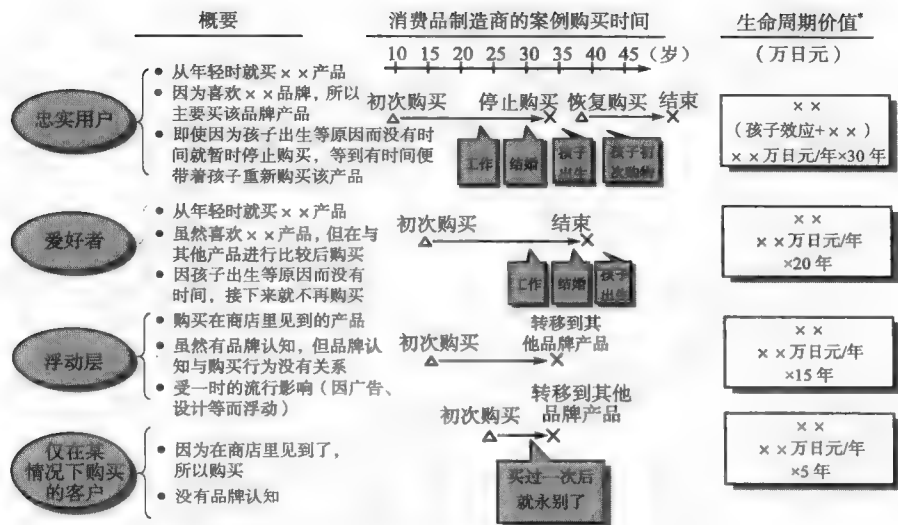 概要
消费品制造商的案例购买时间
生命周期价值*
（万日元）
10 15 20 25 30 35 40 45（岁）
忠实用户
• 从年轻时就买××产品
• 因为喜欢××品牌，所以
主要买该品牌产品
• 即使因为孩子出生等原因而没有时
间就暂时停止购买，等到有时间便
带着孩子重新购买该产品
初次购买 停止购买 恢复购买 结束
工作 结婚 孩子
出生 孩子初
次购物
××
（孩子效应+××）
××万日元/年×30年
爱好者
• 从年轻时就买××产品
• 虽然喜欢××产品，但在与
其他产品进行比较后购买
• 因孩子出生等原因而没有
时间，接下来就不再购买
初次购买 结束
工作 结婚 孩子
出生
××
××万日元/年
×20年
浮动层
• 购买在商店里见到的产品
• 虽然有品牌认知，但品牌认
知与购买行为没有关系
• 受一时的流行影响（因广告、
设计等而浮动）
初次购买
转移到其
他品牌产品
××
××万日元/年
×15年
仅在某
情况下购买
的客户
• 因为在商店里见到了，
所以购买
• 没有品牌认知
初次购买
转移到其他
品牌产品
买过一次后
就永别了
××
××万日元/年
×5年